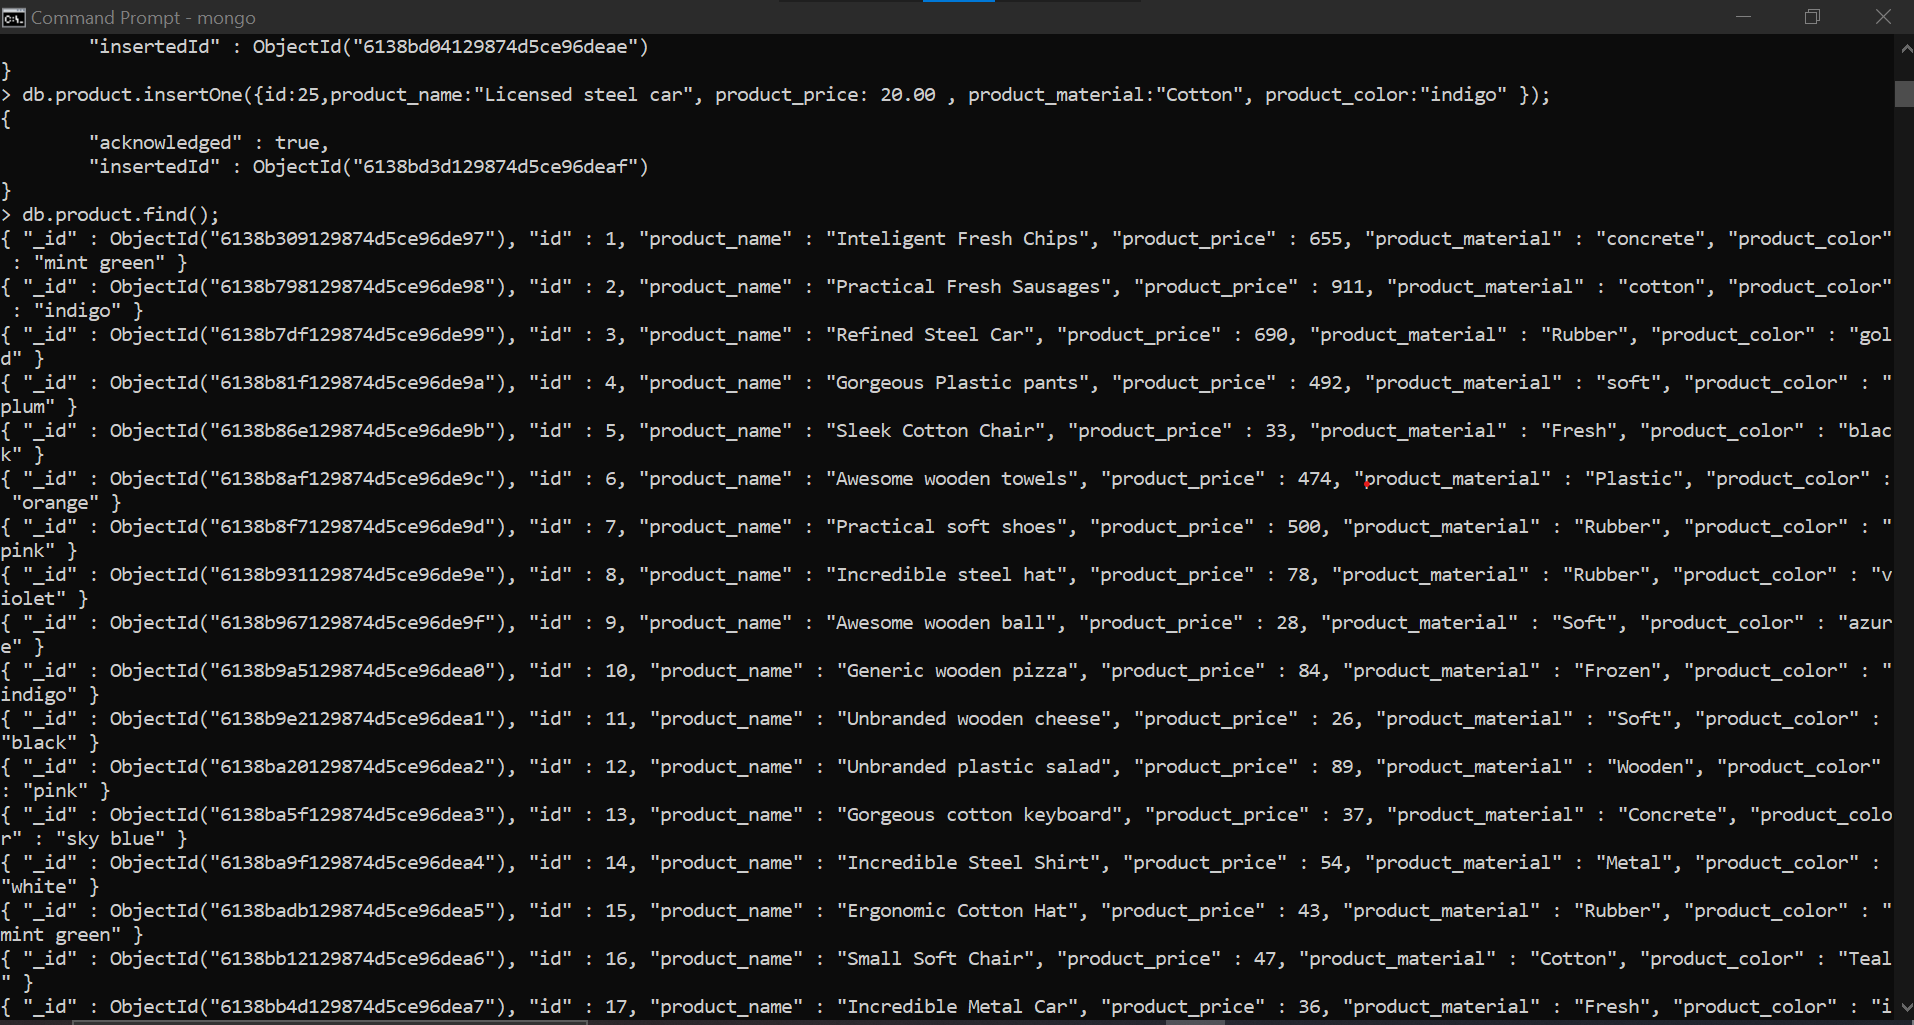 Command Prompt - mongo
"insertedId" : ObjectId("6138bd04129874d5ce96deae")
}
> db.product.insertOne({id:25,product_name:"Licensed steel car", product_price: 20.00 , product_material:"Cotton", product_color:"indigo" });
{
"acknowledged" : true,
"insertedId" : ObjectId("6138bd3d129874d5ce96deaf")
}
> db.product.find();
{ "_id" : ObjectId("6138b309129874d5ce96de97"), "id" : 1, "product_name" : "Inteligent Fresh Chips", "product_price" : 655, "product_material" : "concrete", "product_color"
: "mint green" }
{ "_id" : ObjectId("6138b798129874d5ce96de98"), "id" : 2, "product_name" : "Practical Fresh Sausages", "product_price" : 911, "product_material" : "cotton", "product_color"
: "indigo" }
{ "_id" : ObjectId("6138b7df129874d5ce96de99"), "id" : 3, "product_name" : "Refined Steel Car", "product_price" : 690, "product_material" : "Rubber", "product_color" : "gol
d" }
{ "_id" : ObjectId("6138b81f129874d5ce96de9a"), "id" : 4, "product_name" : "Gorgeous Plastic pants", "product_price" : 492, "product_material" : "soft", "product_color" : "
plum" }
{ "_id" : ObjectId("6138b86e129874d5ce96de9b"), "id" : 5, "product_name" : "Sleek Cotton Chair", "product_price" : 33, "product_material" : "Fresh", "product_color" : "blac
k" }
{ "_id" : ObjectId("6138b8af129874d5ce96de9c"), "id" : 6, "product_name" : "Awesome wooden towels", "product_price" : 474, "product_material" : "Plastic", "product_color" :
"orange" }
{ "_id" : ObjectId("6138b8f7129874d5ce96de9d"), "id" : 7, "product_name" : "Practical soft shoes", "product_price" : 500, "product_material" : "Rubber", "product_color" : "
pink" }
{ "_id" : ObjectId("6138b931129874d5ce96de9e"), "id" : 8, "product_name" : "Incredible steel hat", "product_price" : 78, "product_material" : "Rubber", "product_color" : "v
iolet" }
{ "_id" : ObjectId("6138b967129874d5ce96de9f"), "id" : 9, "product_name" : "Awesome wooden ball", "product_price" : 28, "product_material" : "Soft", "product_color" : "azur
e" }
{ "_id" : ObjectId("6138b9a5129874d5ce96dea0"), "id" : 10, "product_name" : "Generic wooden pizza", "product_price" : 84, "product_material" : "Frozen", "product_color" : "
indigo" }
{ "_id" : ObjectId("6138b9e2129874d5ce96dea1"), "id" : 11, "product_name" : "Unbranded wooden cheese", "product_price" : 26, "product_material" : "Soft", "product_color" :
"black" }
{ "_id" : ObjectId("6138ba20129874d5ce96dea2"), "id" : 12, "product_name" : "Unbranded plastic salad", "product_price" : 89, "product_material" : "Wooden", "product_color"
: "pink" }
{ "_id" : ObjectId("6138ba5f129874d5ce96dea3"), "id" : 13, "product_name" : "Gorgeous cotton keyboard", "product_price" : 37, "product_material" : "Concrete", "product_colo
r" : "sky blue" }
{ "_id" : ObjectId("6138ba9f129874d5ce96dea4"), "id" : 14, "product_name" : "Incredible Steel Shirt", "product_price" : 54, "product_material" : "Metal", "product_color" :
"white" }
{ "_id" : ObjectId("6138badb129874d5ce96dea5"), "id" : 15, "product_name" : "Ergonomic Cotton Hat", "product_price" : 43, "product_material" : "Rubber", "product_color" : "
mint green" }
{ "_id" : ObjectId("6138bb12129874d5ce96dea6"), "id" : 16, "product_name" : "Small Soft Chair", "product_price" : 47, "product_material" : "Cotton", "product_color" : "Teal
" }
{ "_id" : ObjectId("6138bb4d129874d5ce96dea7"), "id" : 17, "product_name" : "Incredible Metal Car", "product_price" : 36, "product_material" : "Fresh", "product_color" : "i